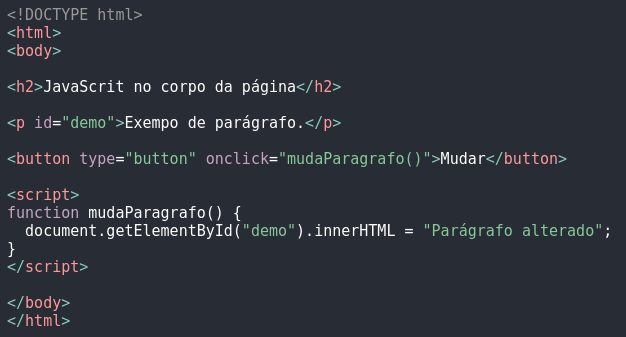 <!DOCTYPE html>
<html>
<body>
<h2>JavaScrit no corpo da página</h2>
<p id="demo">Exempo de parágrafo.</p>
<button type="button" onclick="mudaParagrafo()">Mudar</button>
<script>
function mudaParagrafo() {
  document.getElementById("demo").innerHTML = "Parágrafo alterado";
}
</script>
</body>
</html>